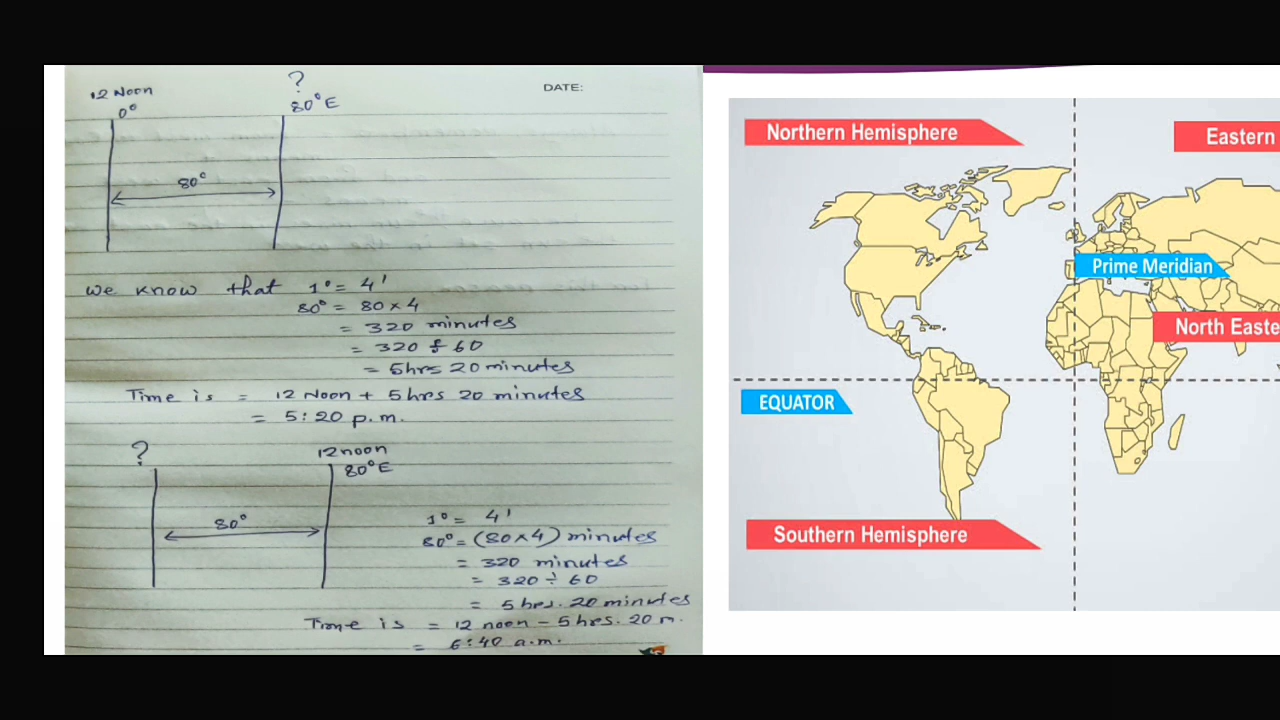 12 Noon
0°
?
80°E
DATE:
80°
we know that 1° = 4'
80° = 80 × 4
= 320 minutes
= 320 ÷ 60
= 5hrs 20 minutes
Time is = 12 Noon + 5 hrs 20 minutes
= 5:20 p.m.
?
12 noon
80°E
80°
1° = 4'
80° = (80×4) minutes
= 320 minutes
= 320 ÷ 60
= 5 hrs. 20 minutes
Time is = 12 noon - 5 hrs. 20 m.
= 6:40 a.m.
Northern Hemisphere
Eastern
Prime Meridian
North Easte
EQUATOR
Southern Hemisphere